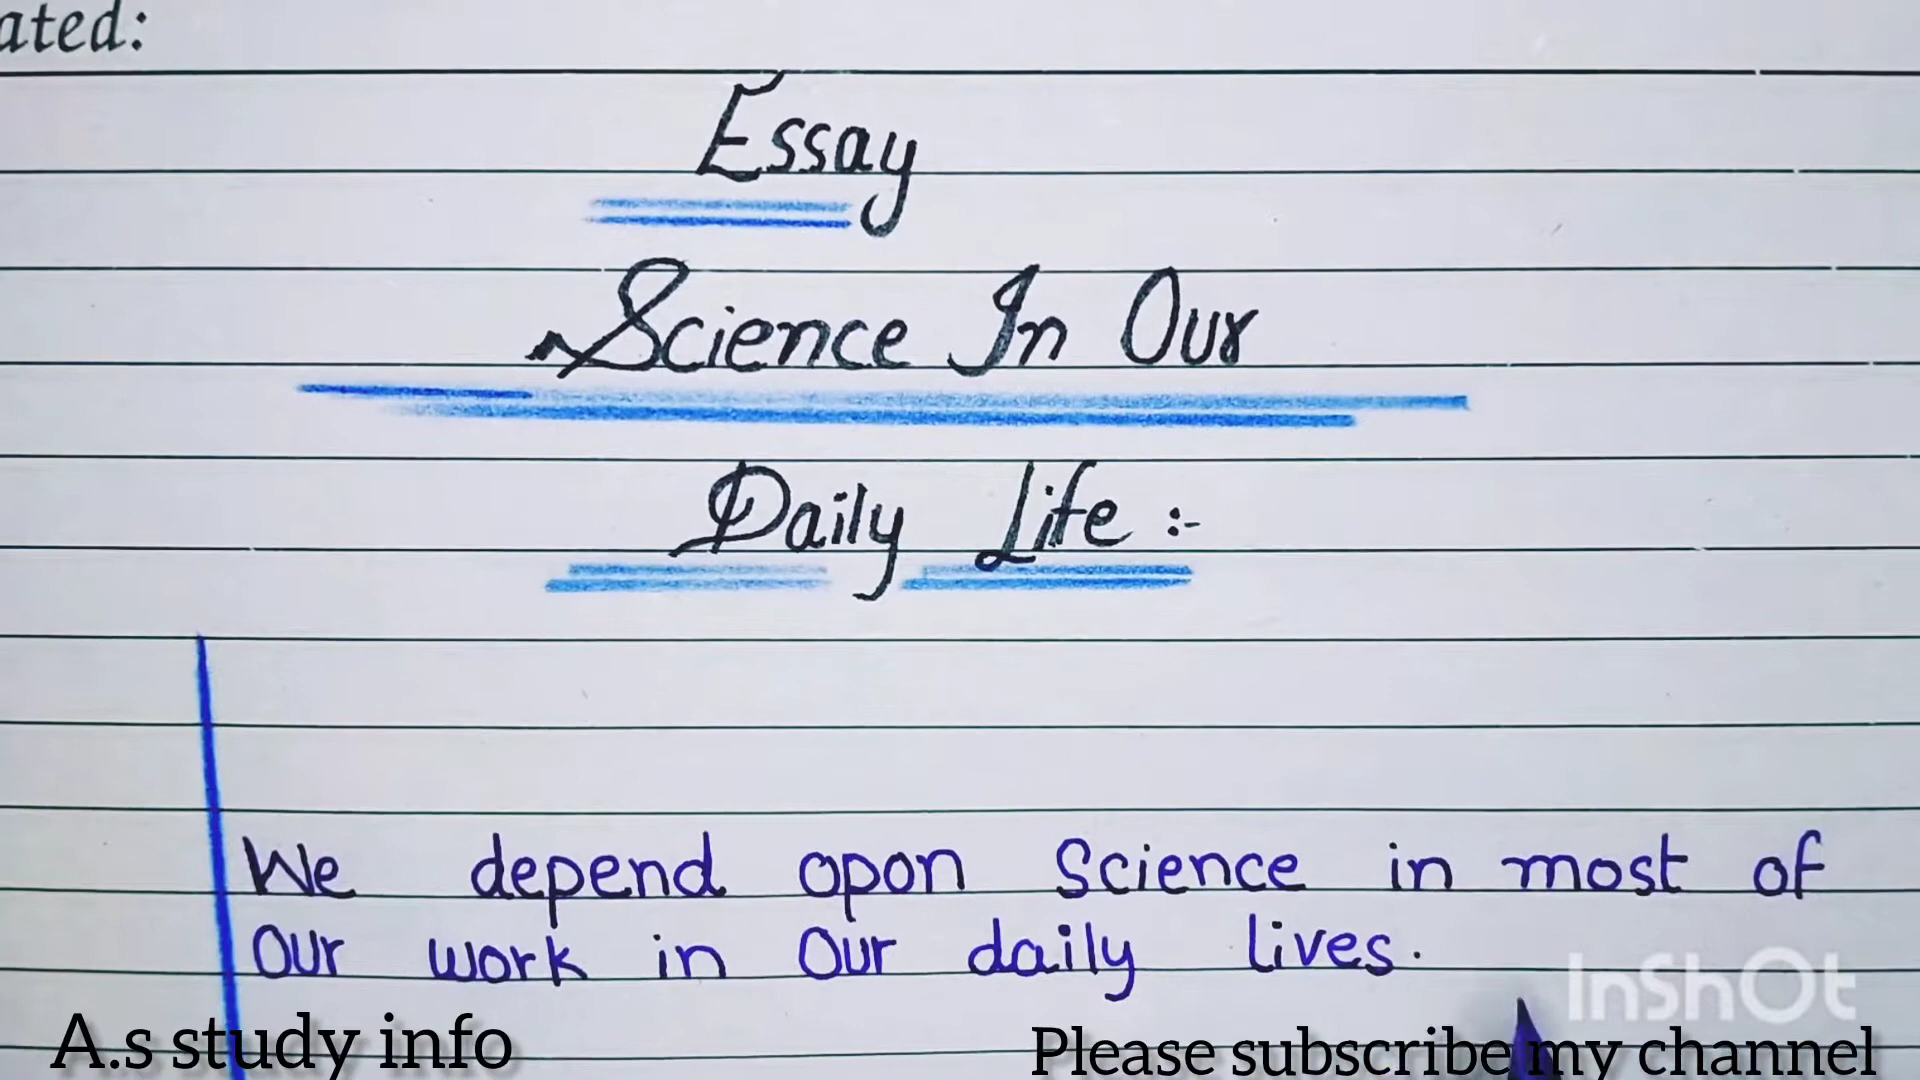 ated:
Essay
Science In Our
Daily Life :-
We depend opon Science in most of
Our work in Our daily lives.
InShOt
A.s study info
Please subscribe my channel